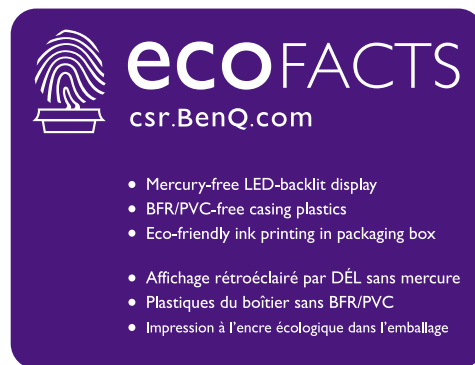 ecoFACTS
csr.BenQ.com
• Mercury-free LED-backlit display
• BFR/PVC-free casing plastics
• Eco-friendly ink printing in packaging box
• Affichage rétroéclairé par DÉL sans mercure
• Plastiques du boîtier sans BFR/PVC
• Impression à l'encre écologique dans l'emballage